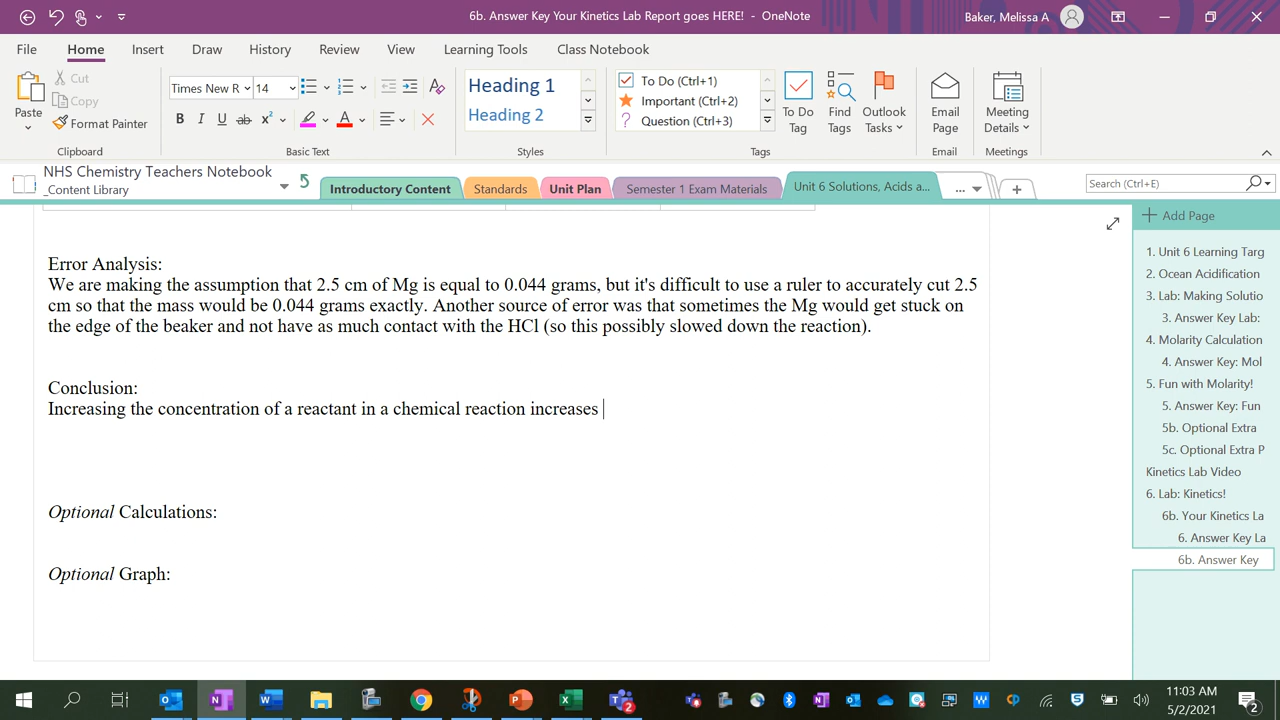 6b. Answer Key Your Kinetics Lab Report goes HERE! - OneNote
Baker, Melissa A
File Home Insert Draw History Review View Learning Tools Class Notebook
Paste
Cut
Copy
Format Painter
Clipboard
Times New R 14
B I U ab x² A
Basic Text
Heading 1
Heading 2
Styles
To Do (Ctrl+1)
Important (Ctrl+2)
Question (Ctrl+3)
To Do Tag
Find Tags
Outlook Tasks
Tags
Email Page
Email
Meeting Details
Meetings
NHS Chemistry Teachers Notebook
_Content Library
Introductory Content Standards Unit Plan Semester 1 Exam Materials Unit 6 Solutions, Acids a... ... +
Search (Ctrl+E)
Error Analysis:
We are making the assumption that 2.5 cm of Mg is equal to 0.044 grams, but it's difficult to use a ruler to accurately cut 2.5
cm so that the mass would be 0.044 grams exactly. Another source of error was that sometimes the Mg would get stuck on
the edge of the beaker and not have as much contact with the HCl (so this possibly slowed down the reaction).
Conclusion:
Increasing the concentration of a reactant in a chemical reaction increases
Optional Calculations:
Optional Graph:
Add Page
1. Unit 6 Learning Targ
2. Ocean Acidification
3. Lab: Making Solutio
3. Answer Key Lab:
4. Molarity Calculation
4. Answer Key: Mol
5. Fun with Molarity!
5. Answer Key: Fun
5b. Optional Extra
5c. Optional Extra P
Kinetics Lab Video
6. Lab: Kinetics!
6b. Your Kinetics La
6. Answer Key La
6b. Answer Key
11:03 AM
5/2/2021
2
2